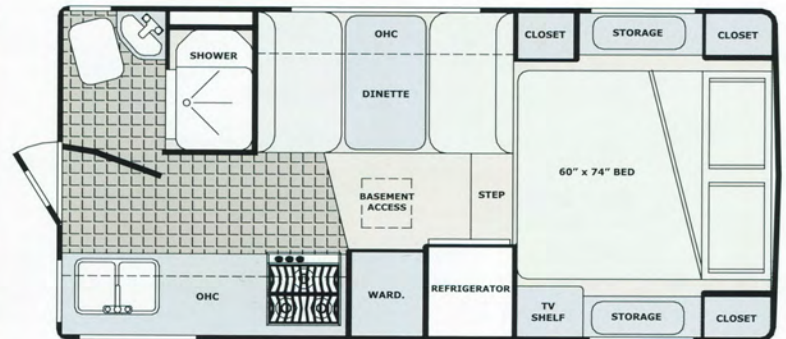 SHOWER
OHC
DINETTE
CLOSET
STORAGE
CLOSET
60" x 74" BED
BASEMENT
ACCESS
STEP
OHC
WARD.
REFRIGERATOR
TV
SHELF
STORAGE
CLOSET